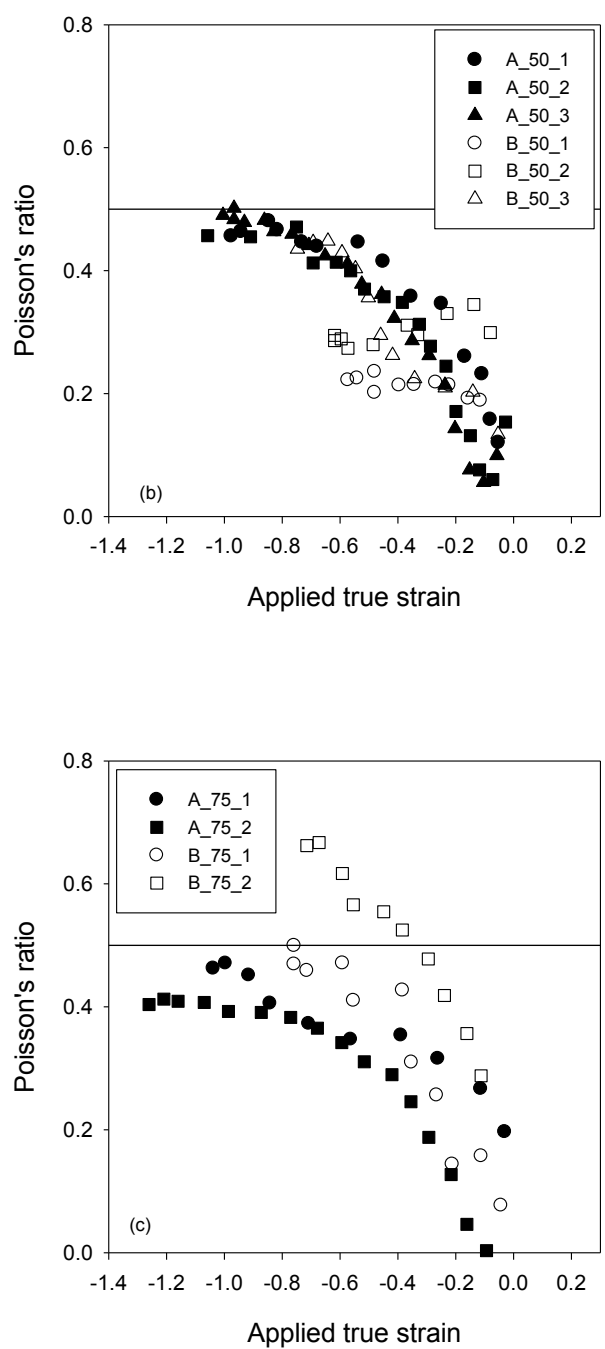 0.8
A_50_1
A_50_2
A_50_3
B_50_1
B_50_2
B_50_3
0.6
0.4
0.2
0.0
Poisson's ratio
(b)
-1.4 -1.2 -1.0 -0.8 -0.6 -0.4 -0.2 0.0 0.2
Applied true strain
0.8
A_75_1
A_75_2
B_75_1
B_75_2
0.6
0.4
0.2
0.0
Poisson's ratio
(c)
-1.4 -1.2 -1.0 -0.8 -0.6 -0.4 -0.2 0.0 0.2
Applied true strain